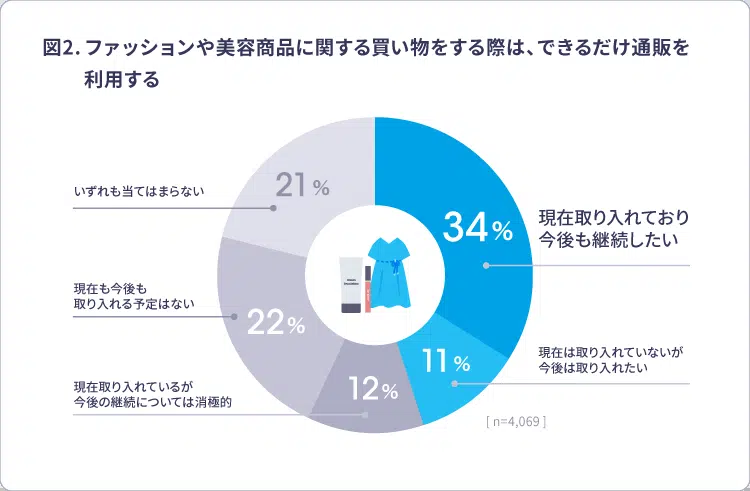 図2. ファッションや美容商品に関する買い物をする際は、できるだけ通販を
利用する
34%
現在取り入れており
今後も継続したい
11%
現在は取り入れていないが
今後は取り入れたい
12%
現在取り入れているが
今後の継続については消極的
22%
現在も今後も
取り入れる予定はない
21%
いずれも当てはまらない
[ n=4,069 ]